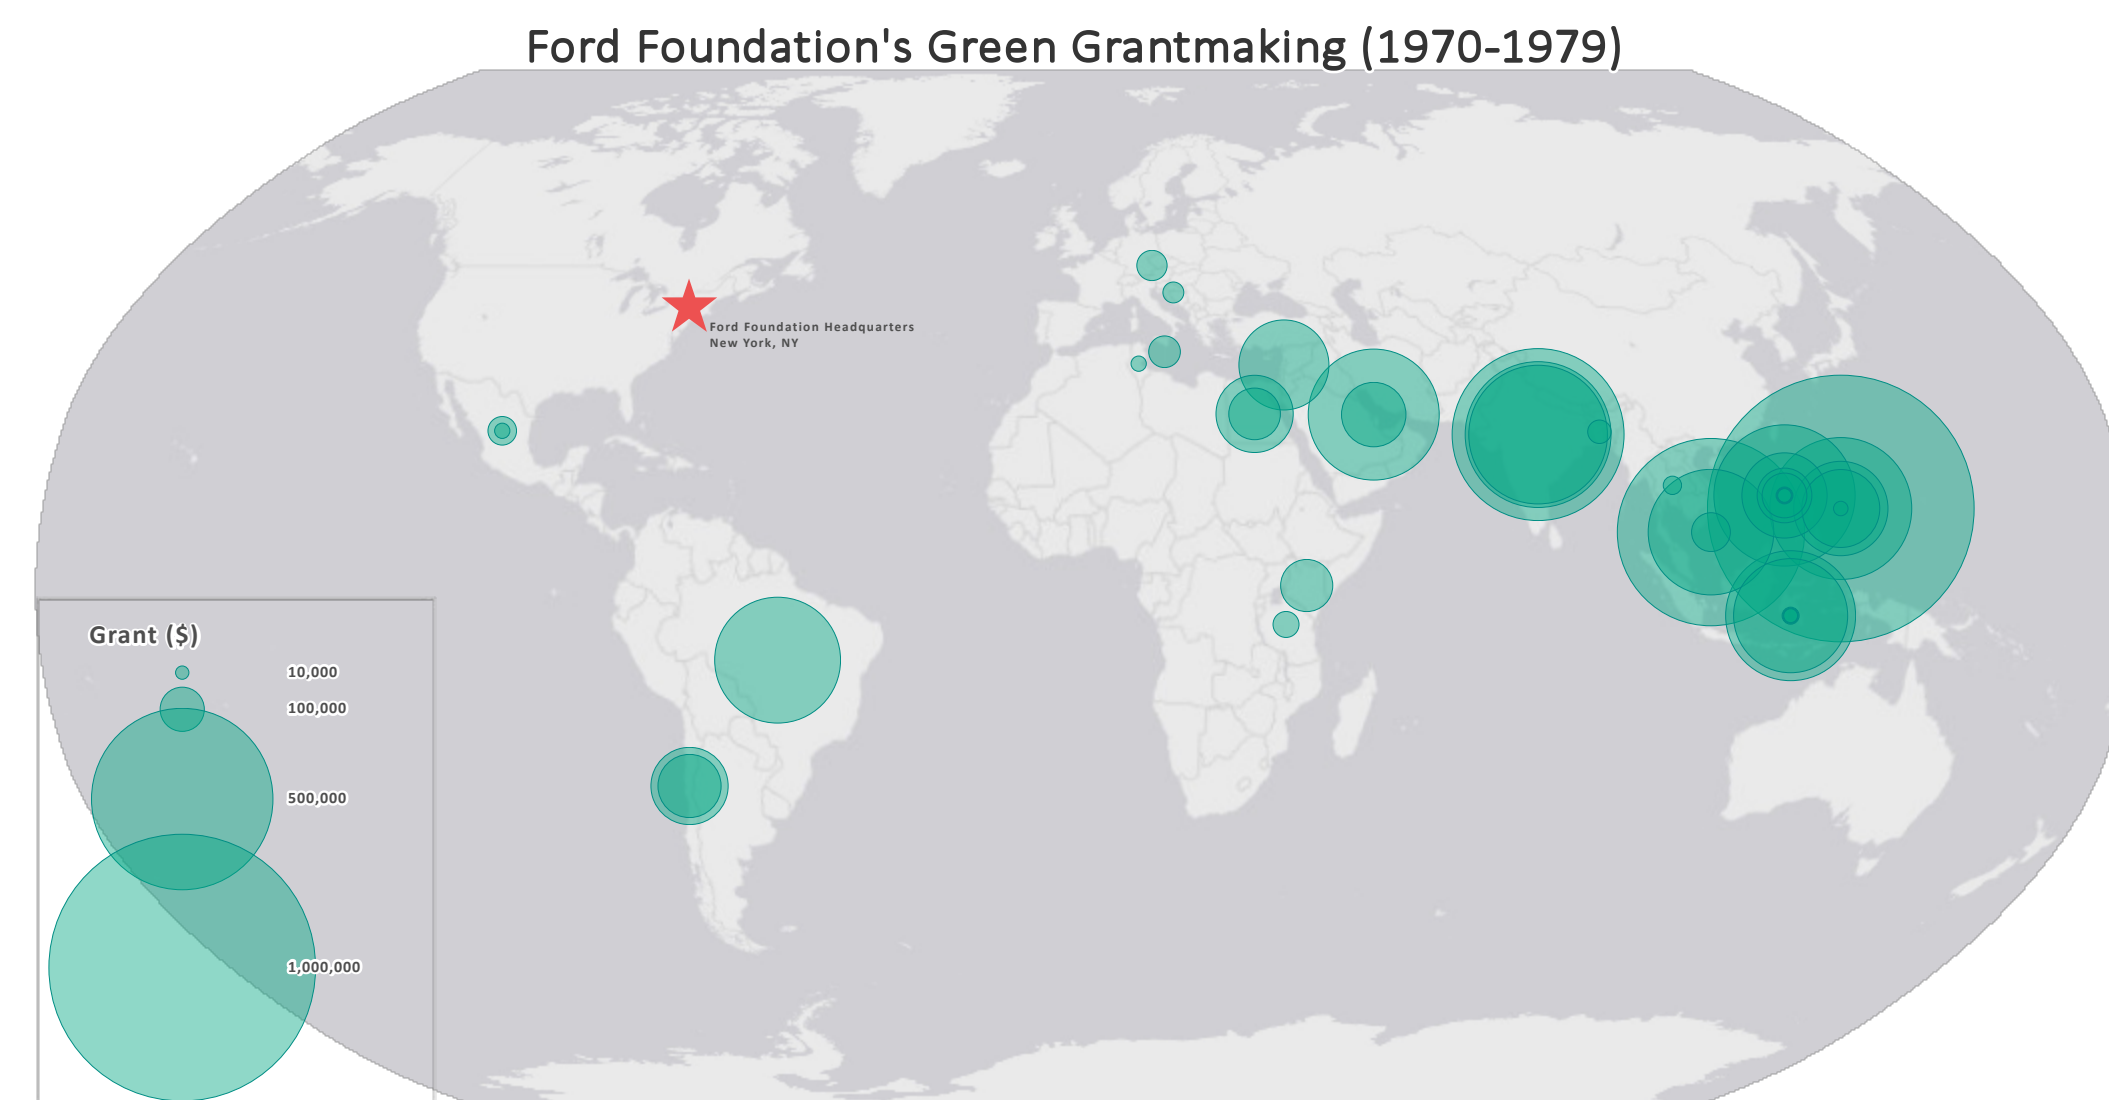 Ford Foundation's Green Grantmaking (1970-1979)
Ford Foundation Headquarters
New York, NY
Grant ($)
10,000
100,000
500,000
1,000,000